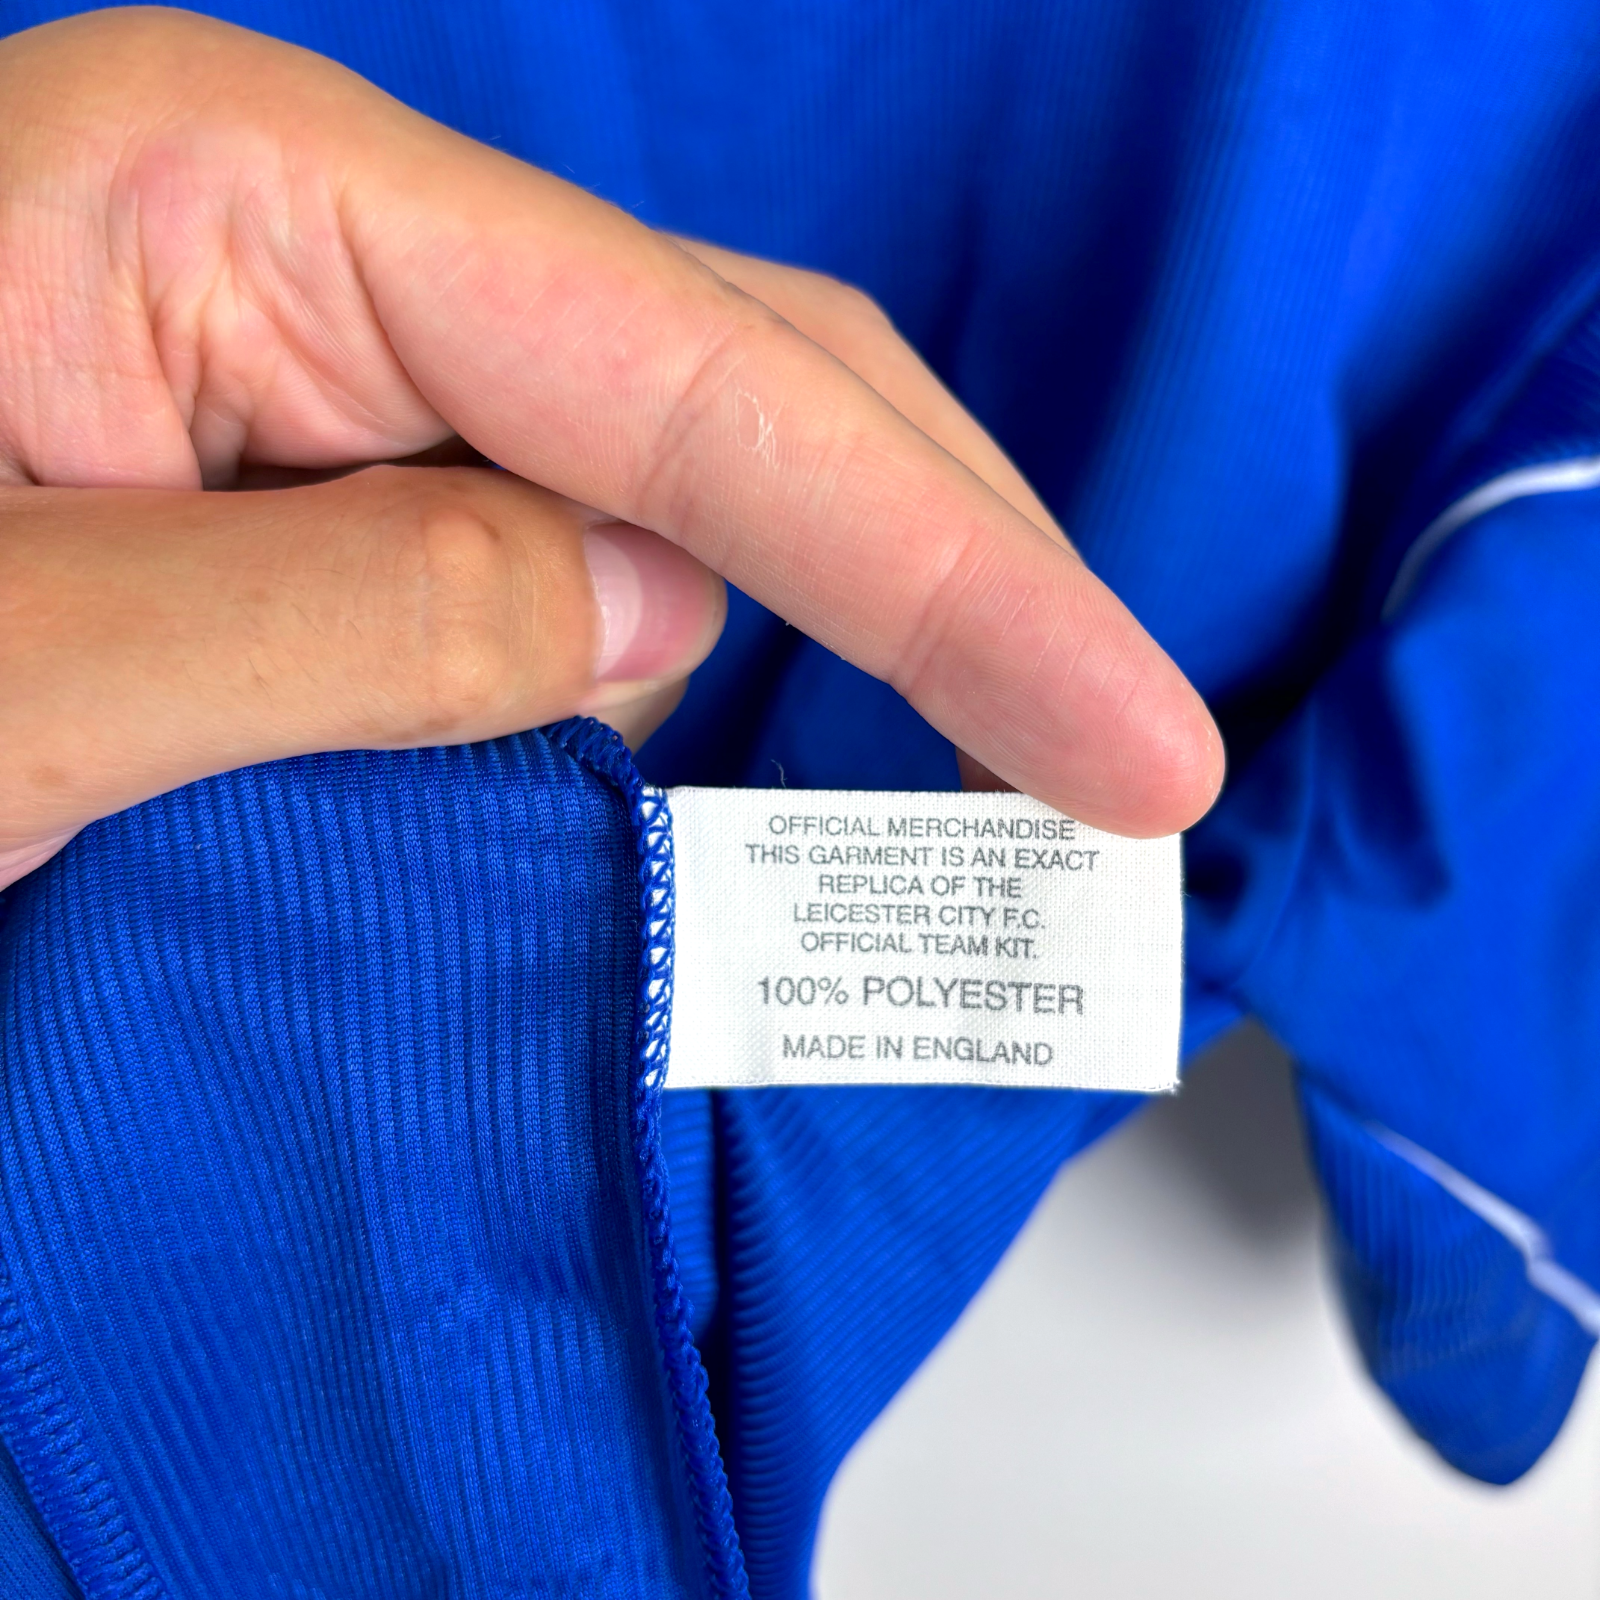 OFFICIAL MERCHANDISE
THIS GARMENT IS AN EXACT
REPLICA OF THE
LEICESTER CITY F.C.
OFFICIAL TEAM KIT.
100% POLYESTER
MADE IN ENGLAND